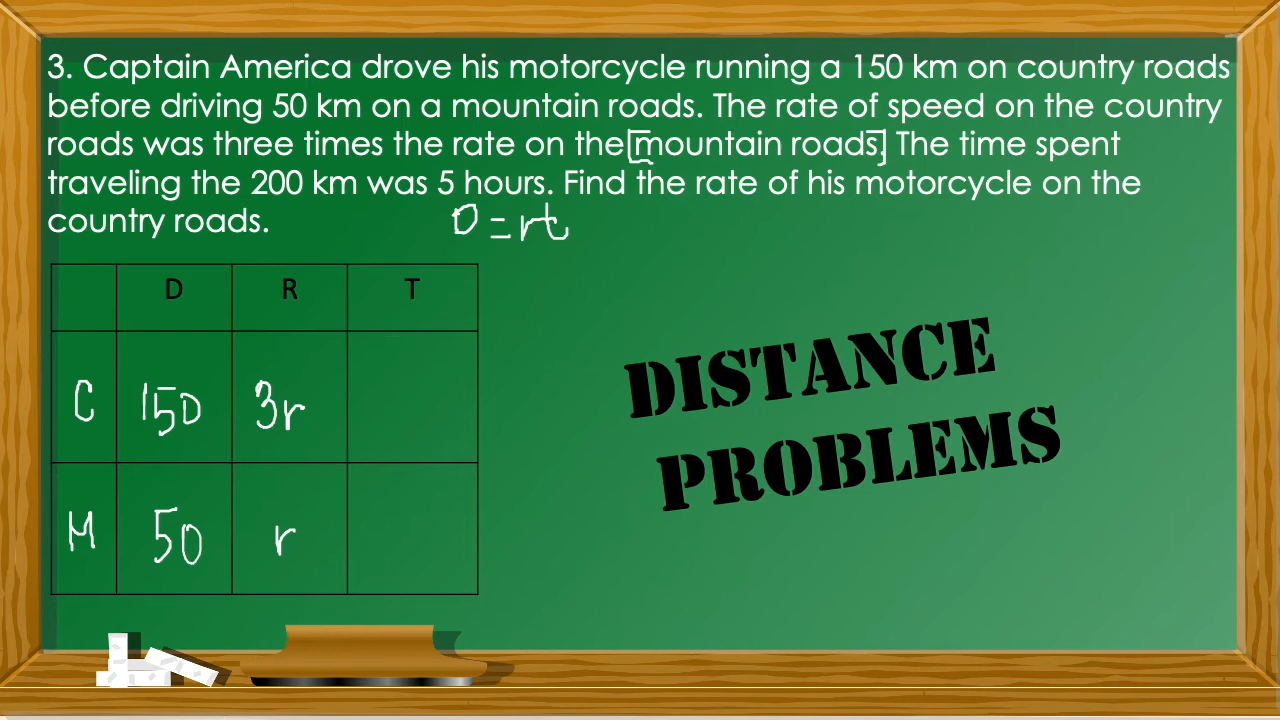 3. Captain America drove his motorcycle running a 150 km on country roads
before driving 50 km on a mountain roads. The rate of speed on the country
roads was three times the rate on the [mountain roads.] The time spent
traveling the 200 km was 5 hours. Find the rate of his motorcycle on the
country roads.
D = rt
D R T
C 150 3r
M 50 r
DISTANCE
PROBLEMS